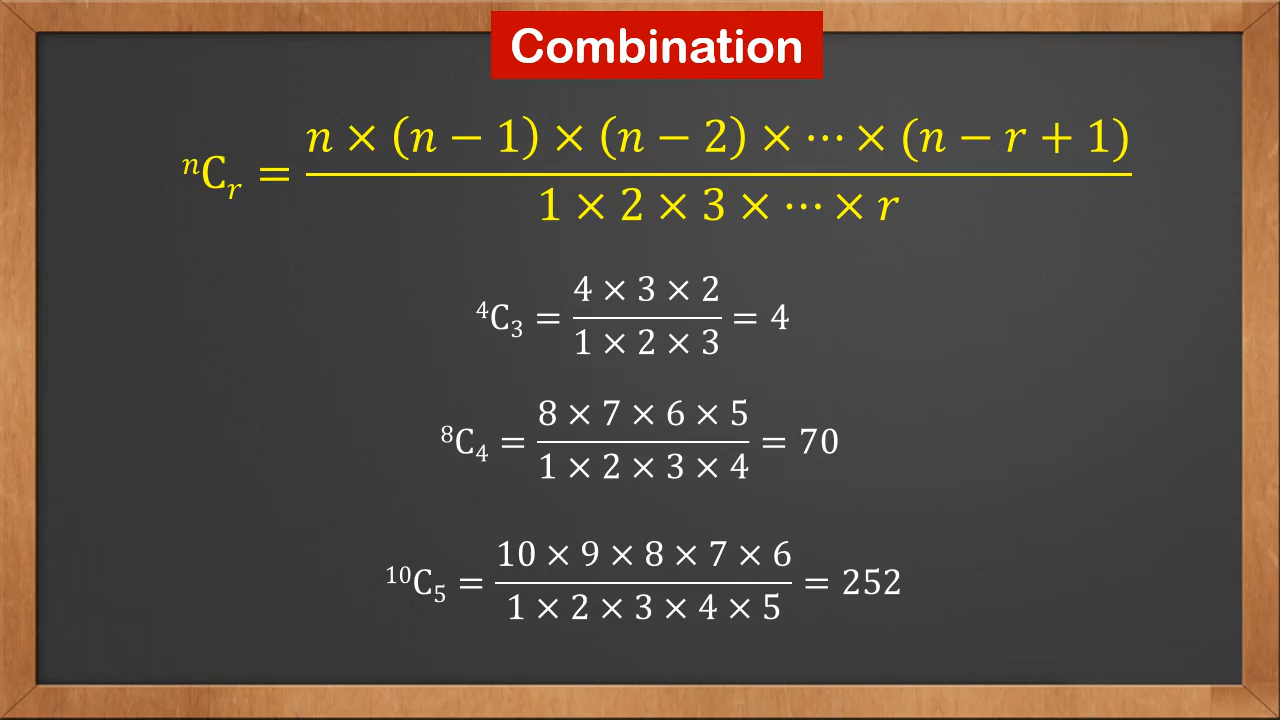 Combination
ⁿCᵣ = n × (n − 1) × (n − 2) × ⋯ × (n − r + 1) / 1 × 2 × 3 × ⋯ × r
⁴C₃ = 4 × 3 × 2 / 1 × 2 × 3 = 4
⁸C₄ = 8 × 7 × 6 × 5 / 1 × 2 × 3 × 4 = 70
¹⁰C₅ = 10 × 9 × 8 × 7 × 6 / 1 × 2 × 3 × 4 × 5 = 252